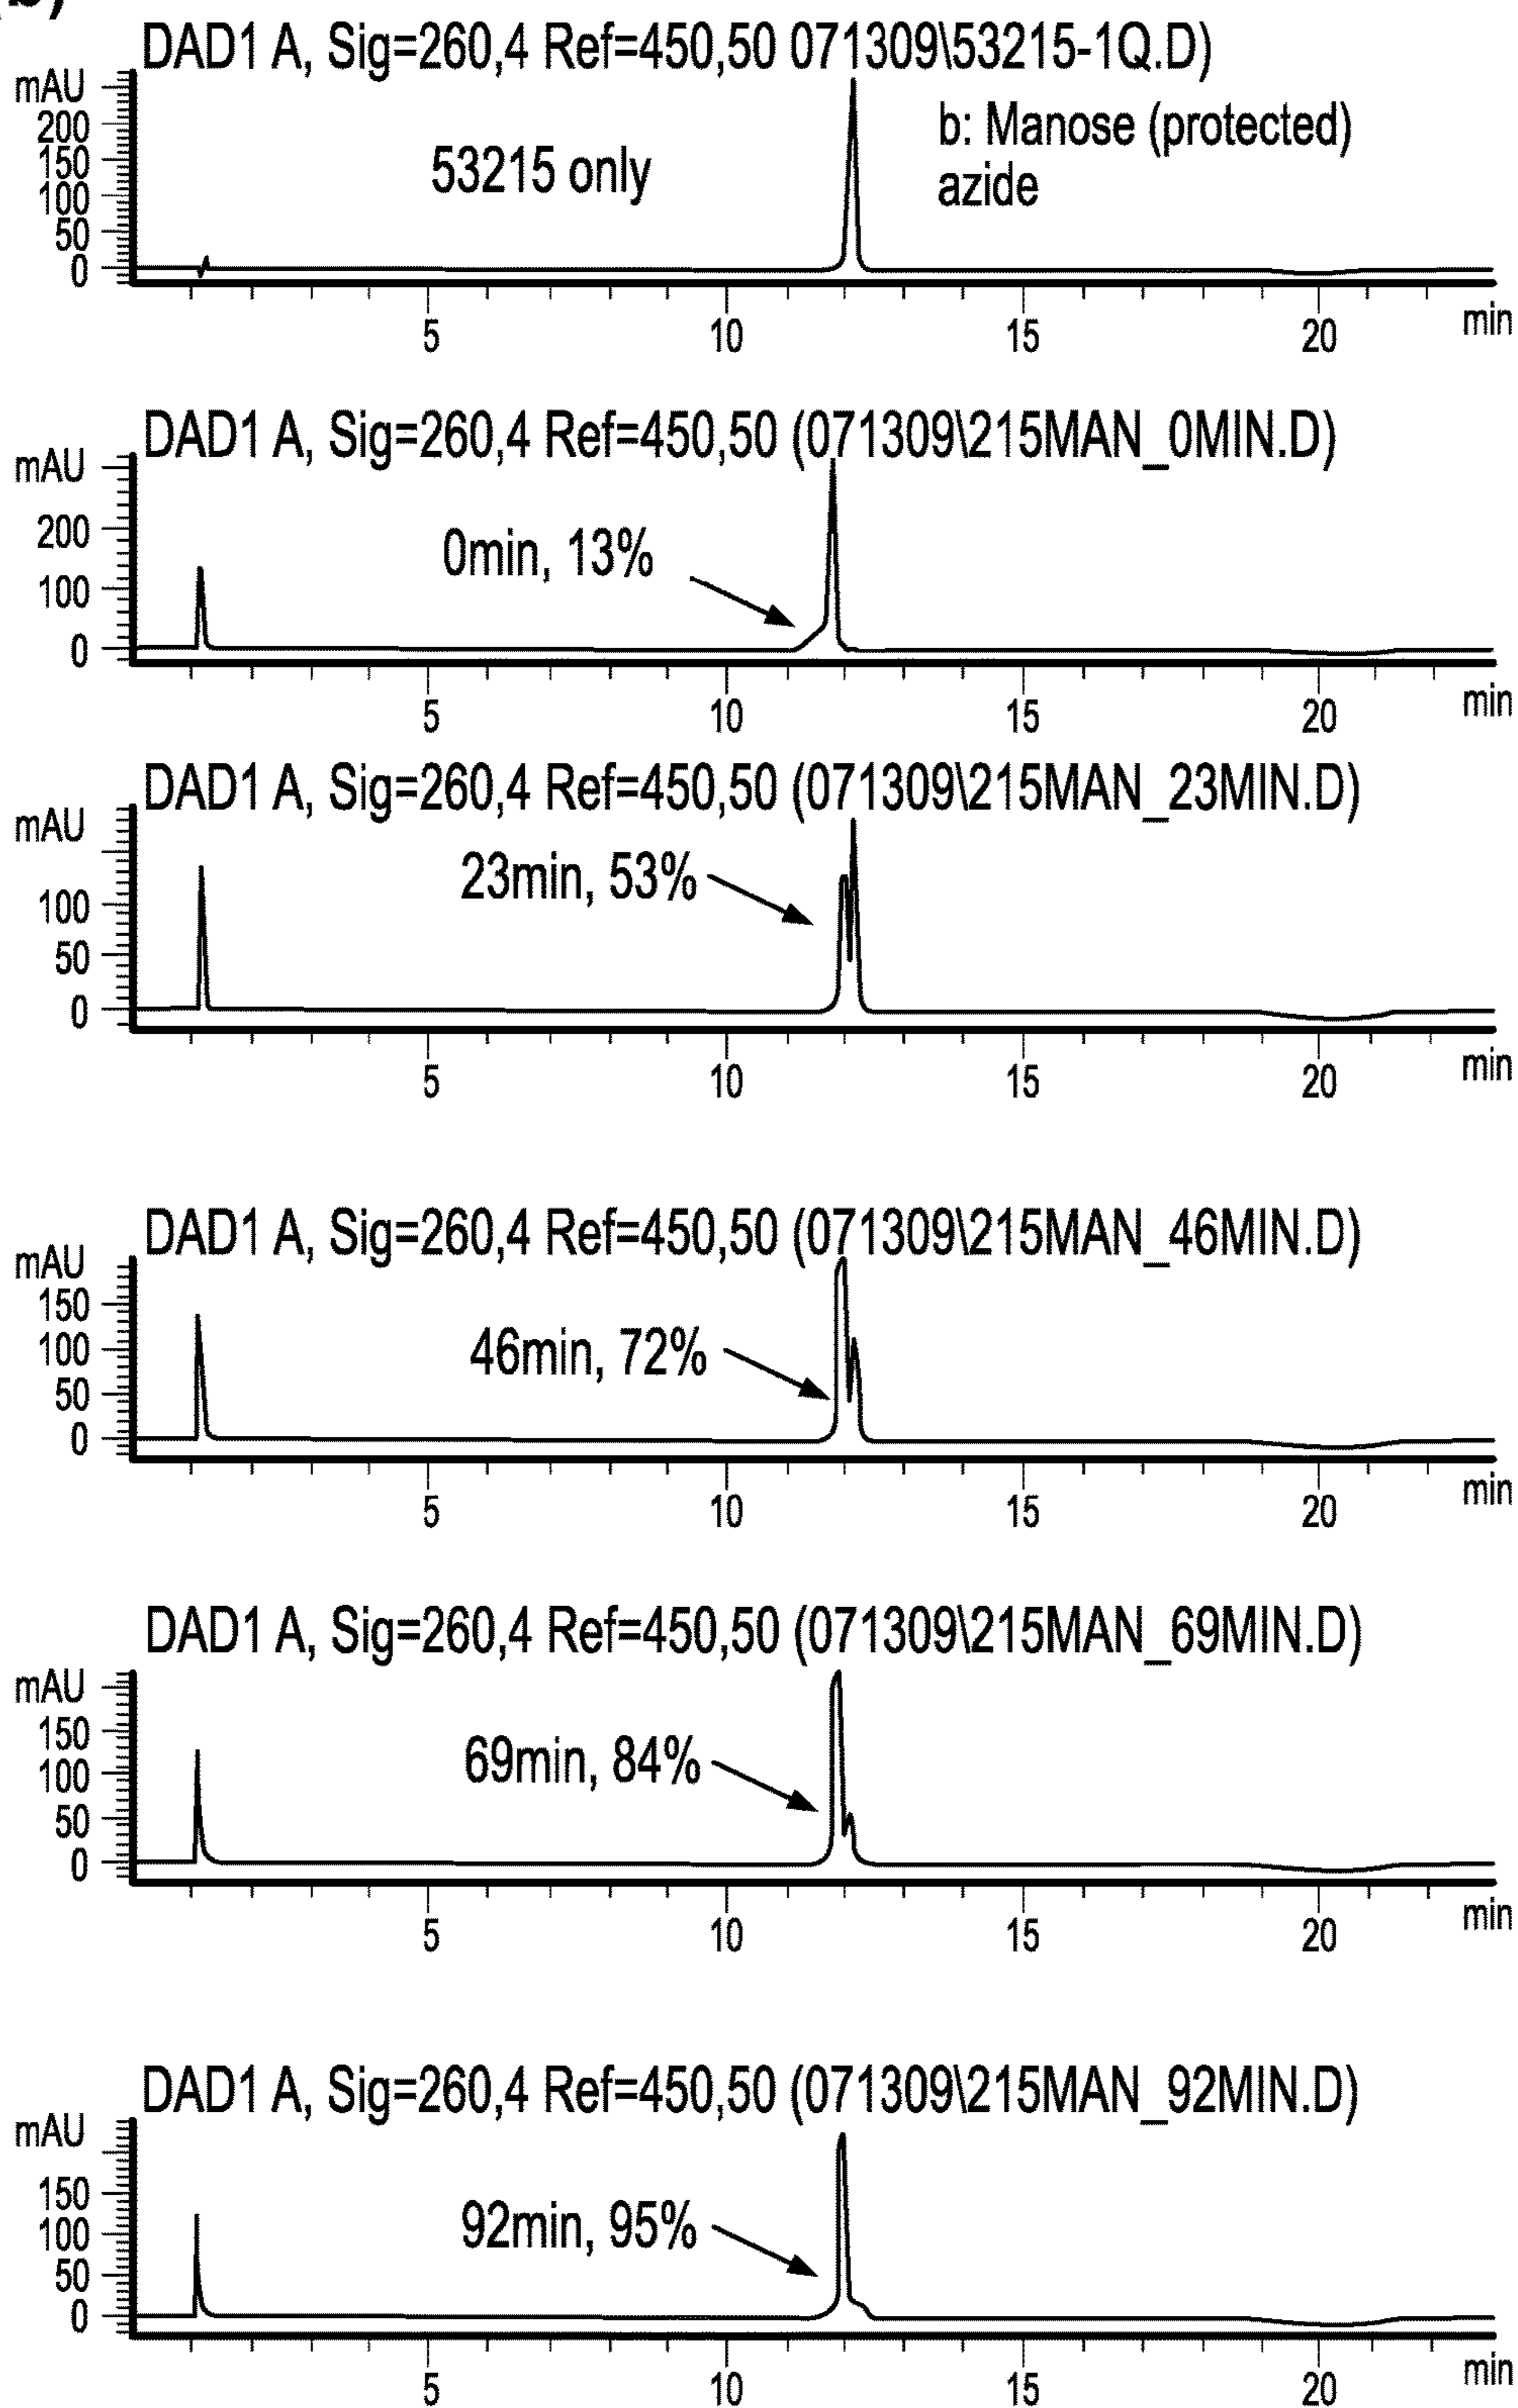 b)
DAD1 A, Sig=260,4 Ref=450,50 071309\53215-1Q.D)
mAU
200
150
100
50
0
53215 only
b: Manose (protected)
azide
5 10 15 20 min
DAD1 A, Sig=260,4 Ref=450,50 (071309\215MAN_0MIN.D)
mAU
200
100
0
0min, 13%
5 10 15 20 min
DAD1 A, Sig=260,4 Ref=450,50 (071309\215MAN_23MIN.D)
mAU
100
50
0
23min, 53%
5 10 15 20 min
DAD1 A, Sig=260,4 Ref=450,50 (071309\215MAN_46MIN.D)
mAU
150
100
50
0
46min, 72%
5 10 15 20 min
DAD1 A, Sig=260,4 Ref=450,50 (071309\215MAN_69MIN.D)
mAU
150
100
50
0
69min, 84%
5 10 15 20 min
DAD1 A, Sig=260,4 Ref=450,50 (071309\215MAN_92MIN.D)
mAU
150
100
50
0
92min, 95%
5 10 15 20 min